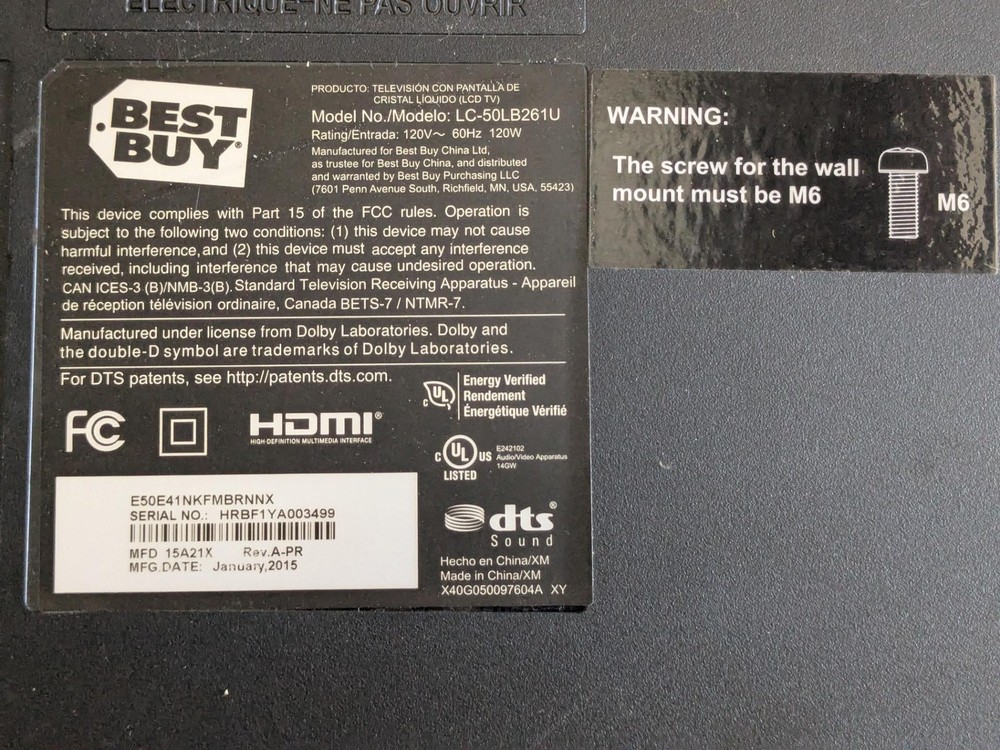 ÉLECTRIQUE-NE PAS OUVRIR
BEST
BUY®
PRODUCTO: TELEVISIÓN CON PANTALLA DE
CRISTAL LÍQUIDO (LCD TV)
Model No./Modelo: LC-50LB261U
Rating/Entrada: 120V~ 60Hz 120W
Manufactured for Best Buy China Ltd,
as trustee for Best Buy China, and distributed
and warranted by Best Buy Purchasing LLC
(7601 Penn Avenue South, Richfield, MN, USA, 55423)
This device complies with Part 15 of the FCC rules. Operation is
subject to the following two conditions: (1) this device may not cause
harmful interference, and (2) this device must accept any interference
received, including interference that may cause undesired operation.
CAN ICES-3 (B)/NMB-3(B). Standard Television Receiving Apparatus - Appareil
de réception télévision ordinaire, Canada BETS-7 / NTMR-7.
Manufactured under license from Dolby Laboratories. Dolby and
the double-D symbol are trademarks of Dolby Laboratories.
For DTS patents, see http://patents.dts.com.
c UL
Energy Verified
Rendement
Énergétique Vérifié
FC
HDMI®
HIGH-DEFINITION MULTIMEDIA INTERFACE
c UL US
LISTED
E242102
Audio/Video Apparatus
14GW
E50E41NKFMBRNNX
SERIAL NO.: HRBF1YA003499
MFD 15A21X Rev.A-PR
MFG.DATE: January,2015
dts®
Sound
Hecho en China/XM
Made in China/XM
X40G050097604A XY
WARNING:
The screw for the wall
mount must be M6
M6